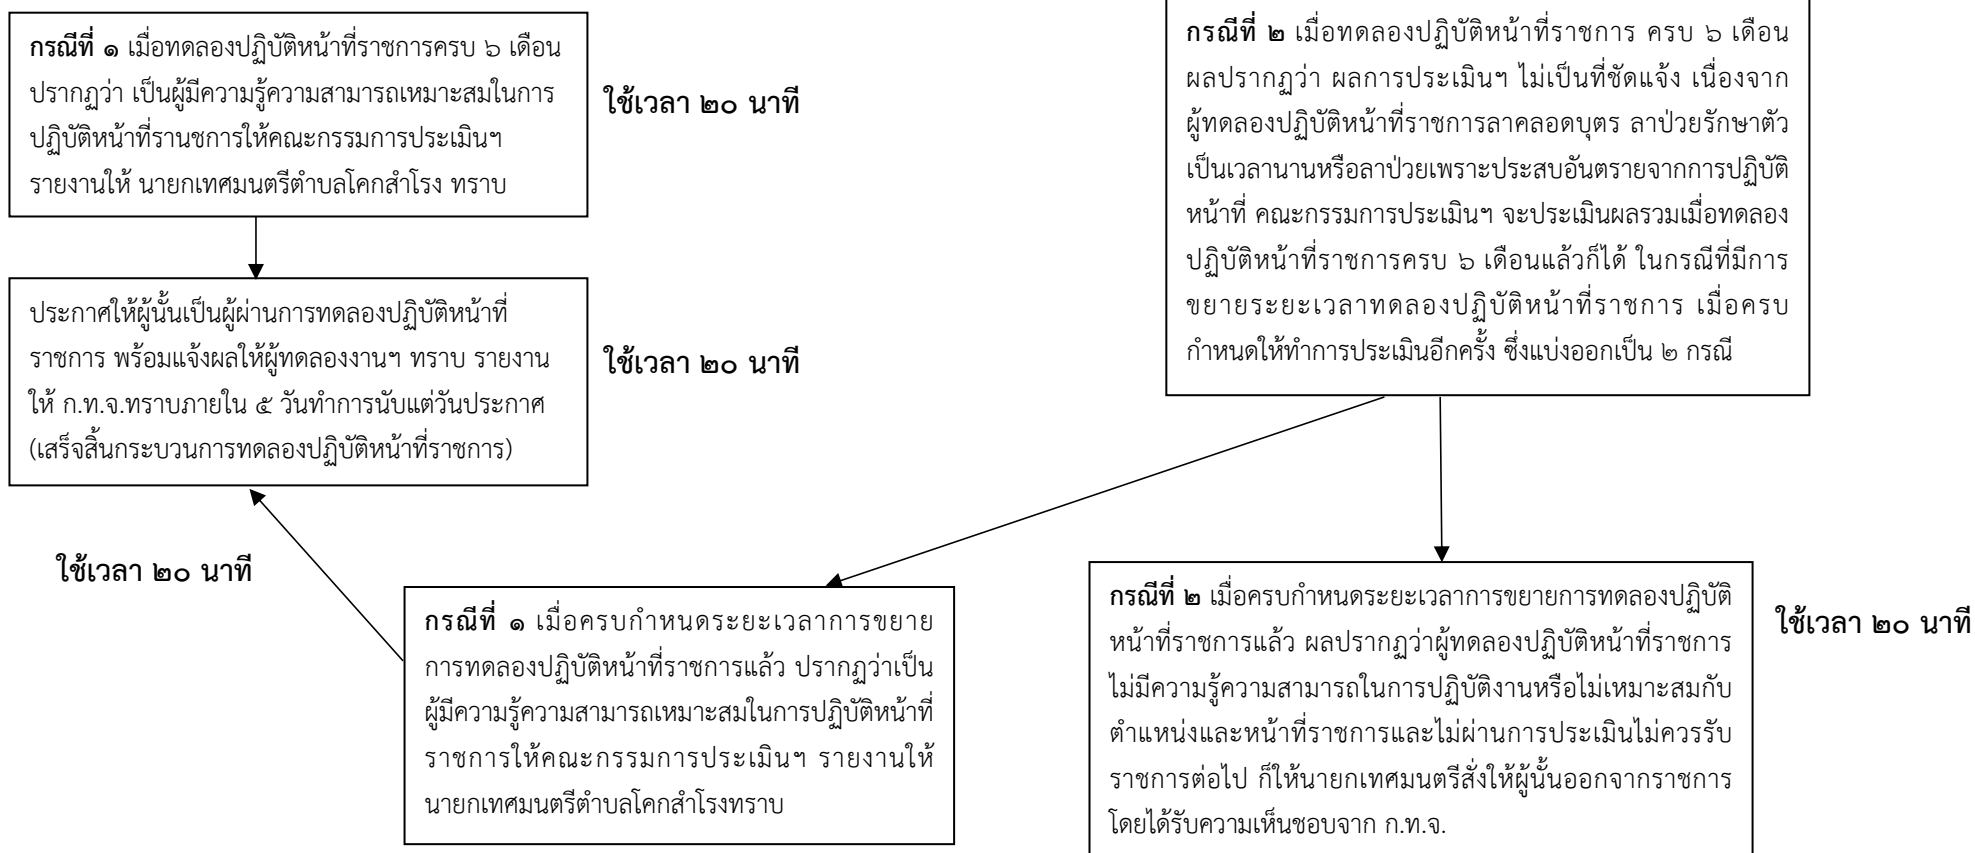 กรณีที่ ๑ เมื่อทดลองปฏิบัติหน้าที่ราชการครบ ๖ เดือน
ปรากฏว่า เป็นผู้มีความรู้ความสามารถเหมาะสมในการ
ปฏิบัติหน้าที่รานชการให้คณะกรรมการประเมินฯ
รายงานให้ นายกเทศมนตรีตำบลโคกสำโรง ทราบ
ใช้เวลา ๒๐ นาที
ประกาศให้ผู้นั้นเป็นผู้ผ่านการทดลองปฏิบัติหน้าที่
ราชการ พร้อมแจ้งผลให้ผู้ทดลองงานฯ ทราบ รายงาน
ให้ ก.ท.จ.ทราบภายใน ๕ วันทำการนับแต่วันประกาศ
(เสร็จสิ้นกระบวนการทดลองปฏิบัติหน้าที่ราชการ)
ใช้เวลา ๒๐ นาที
กรณีที่ ๒ เมื่อทดลองปฏิบัติหน้าที่ราชการ ครบ ๖ เดือน
ผลปรากฏว่า ผลการประเมินฯ ไม่เป็นที่ชัดแจ้ง เนื่องจาก
ผู้ทดลองปฏิบัติหน้าที่ราชการลาคลอดบุตร ลาป่วยรักษาตัว
เป็นเวลานานหรือลาป่วยเพราะประสบอันตรายจากการปฏิบัติ
หน้าที่ คณะกรรมการประเมินฯ จะประเมินผลรวมเมื่อทดลอง
ปฏิบัติหน้าที่ราชการครบ ๖ เดือนแล้วก็ได้ ในกรณีที่มีการ
ขยายระยะเวลาทดลองปฏิบัติหน้าที่ราชการ เมื่อครบ
กำหนดให้ทำการประเมินอีกครั้ง ซึ่งแบ่งออกเป็น ๒ กรณี
ใช้เวลา ๒๐ นาที
กรณีที่ ๑ เมื่อครบกำหนดระยะเวลาการขยาย
การทดลองปฏิบัติหน้าที่ราชการแล้ว ปรากฏว่าเป็น
ผู้มีความรู้ความสามารถเหมาะสมในการปฏิบัติหน้าที่
ราชการให้คณะกรรมการประเมินฯ รายงานให้
นายกเทศมนตรีตำบลโคกสำโรงทราบ
กรณีที่ ๒ เมื่อครบกำหนดระยะเวลาการขยายการทดลองปฏิบัติ
หน้าที่ราชการแล้ว ผลปรากฏว่าผู้ทดลองปฏิบัติหน้าที่ราชการ
ไม่มีความรู้ความสามารถในการปฏิบัติงานหรือไม่เหมาะสมกับ
ตำแหน่งและหน้าที่ราชการและไม่ผ่านการประเมินไม่ควรรับ
ราชการต่อไป ก็ให้นายกเทศมนตรีสั่งให้ผู้นั้นออกจากราชการ
โดยได้รับความเห็นชอบจาก ก.ท.จ.
ใช้เวลา ๒๐ นาที